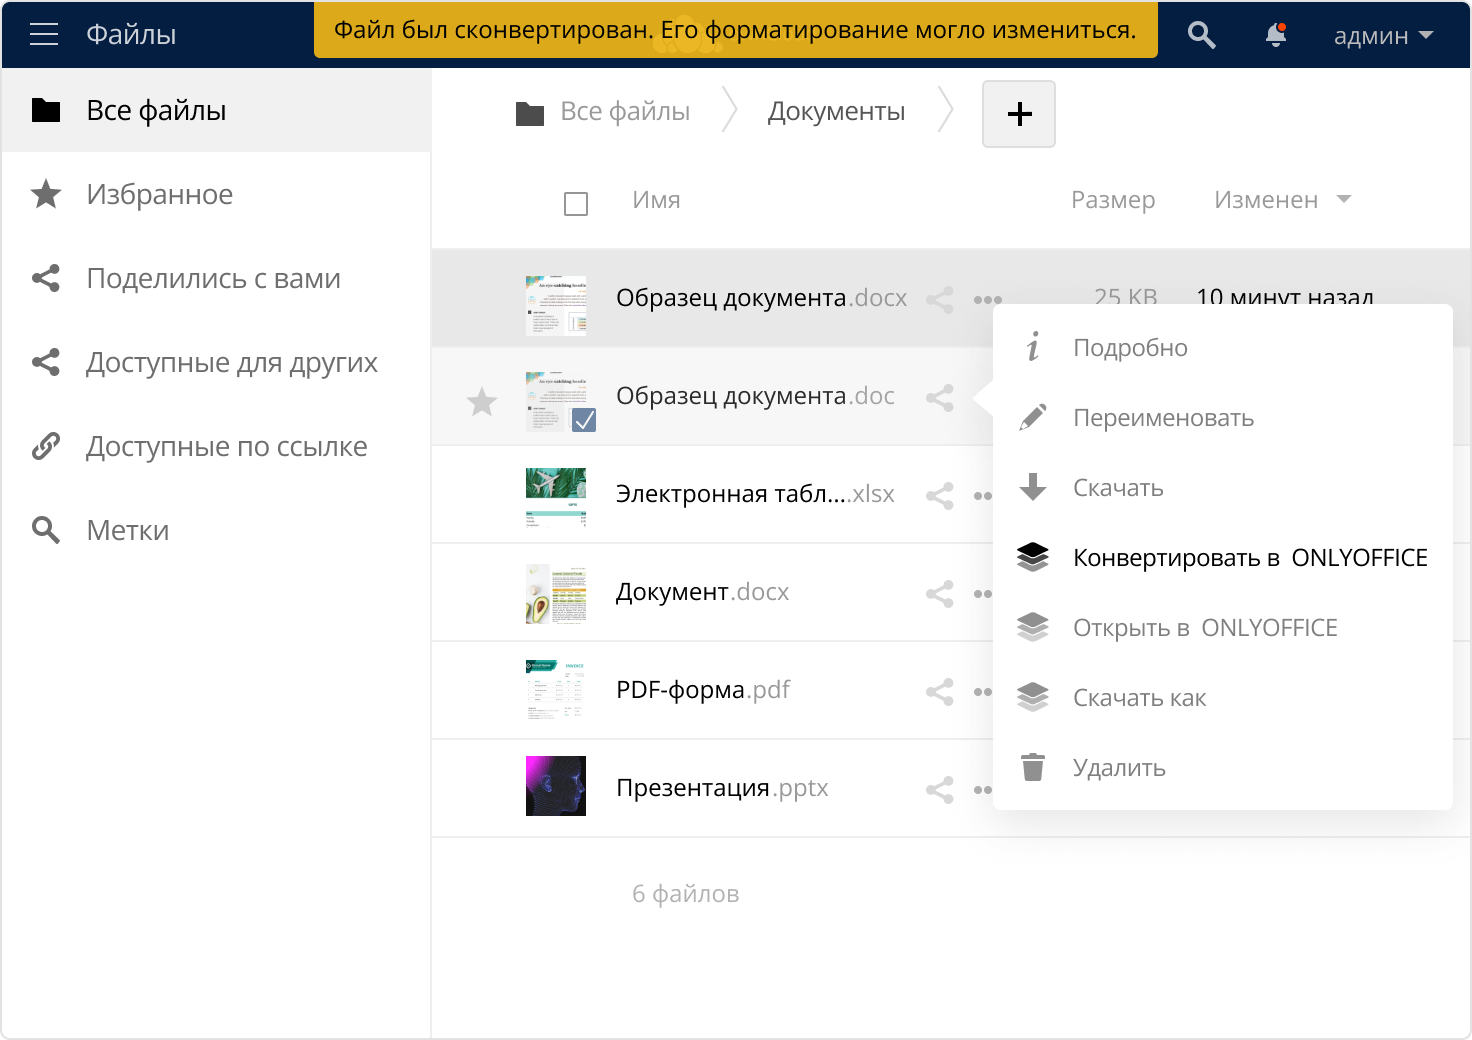 Файлы
Файл был сконвертирован. Его форматирование могло измениться.
админ
Все файлы
Избранное
Поделились с вами
Доступные для других
Доступные по ссылке
Метки
Все файлы
Документы
+
Имя
Размер
Изменен
Образец документа.docx
25 KB
10 минут назад
Образец документа.doc
Электронная табл....xlsx
Документ.docx
PDF-форма.pdf
INVOICE
Презентация.pptx
6 файлов
Подробно
Переименовать
Скачать
Конвертировать в ONLYOFFICE
Открыть в ONLYOFFICE
Скачать как
Удалить